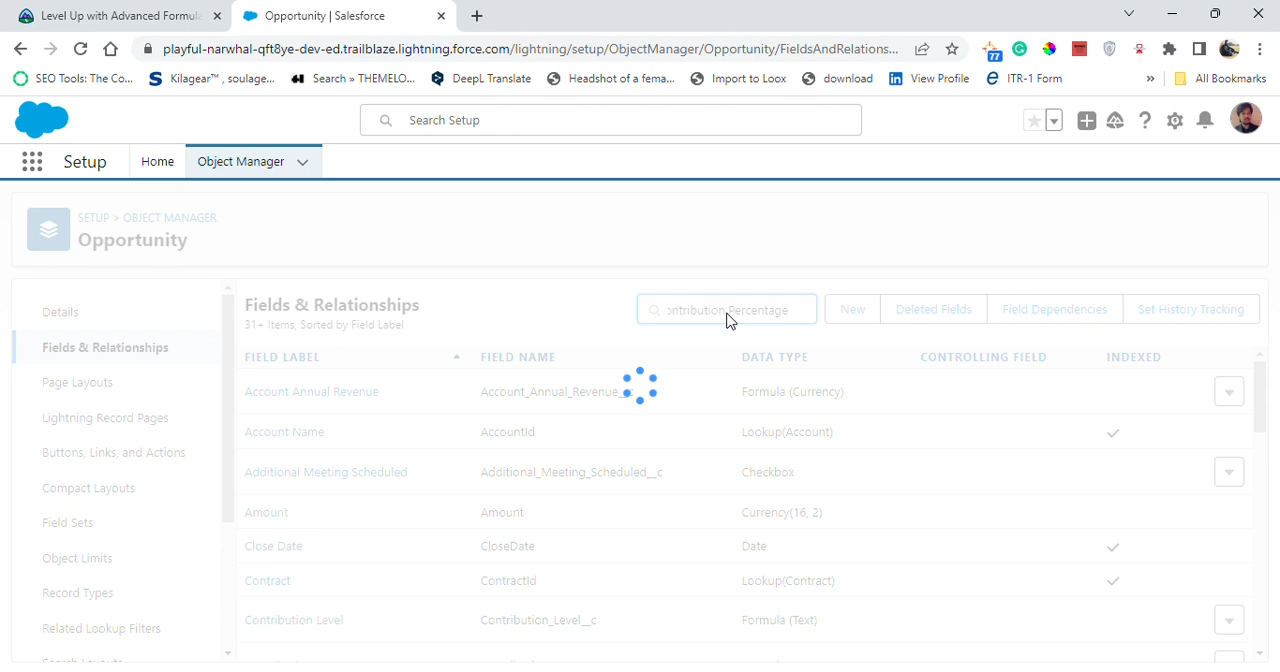 Level Up with Advanced Formula
Opportunity | Salesforce
playful-narwhal-qft8ye-dev-ed.trailblaze.lightning.force.com/lightning/setup/ObjectManager/Opportunity/FieldsAndRelations...
77
SEO Tools: The Co...
Kilagear™, soulage...
Search » THEMELO...
DeepL Translate
Headshot of a fema...
Import to Loox
download
View Profile
ITR-1 Form
»
All Bookmarks
Search Setup
Setup
Home
Object Manager
SETUP > OBJECT MANAGER
Opportunity
Details
Fields & Relationships
Page Layouts
Lightning Record Pages
Buttons, Links, and Actions
Compact Layouts
Field Sets
Object Limits
Record Types
Related Lookup Filters
Search Layouts
Fields & Relationships
31+ Items, Sorted by Field Label
ontribution Percentage
New
Deleted Fields
Field Dependencies
Set History Tracking
FIELD LABEL FIELD NAME DATA TYPE CONTROLLING FIELD INDEXED
Account Annual Revenue Account_Annual_Revenue__c Formula (Currency)
Account Name AccountId Lookup(Account)
Additional Meeting Scheduled Additional_Meeting_Scheduled__c Checkbox
Amount Amount Currency(16, 2)
Close Date CloseDate Date
Contract ContractId Lookup(Contract)
Contribution Level Contribution_Level__c Formula (Text)